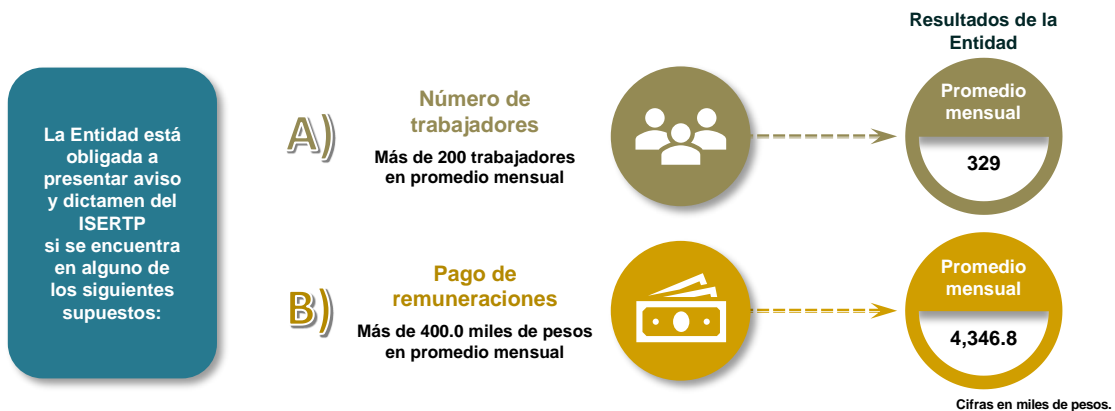 La Entidad está
obligada a
presentar aviso
y dictamen del
ISERTP
si se encuentra
en alguno de
los siguientes
supuestos:
A)
Número de
trabajadores
Más de 200 trabajadores
en promedio mensual
B)
Pago de
remuneraciones
Más de 400.0 miles de pesos
en promedio mensual
Resultados de la
Entidad
Promedio
mensual
329
Promedio
mensual
4,346.8
Cifras en miles de pesos.